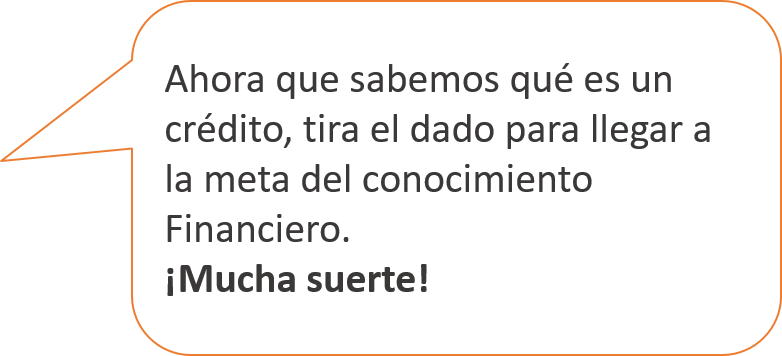 Ahora que sabemos qué es un
crédito, tira el dado para llegar a
la meta del conocimiento
Financiero.
¡Mucha suerte!